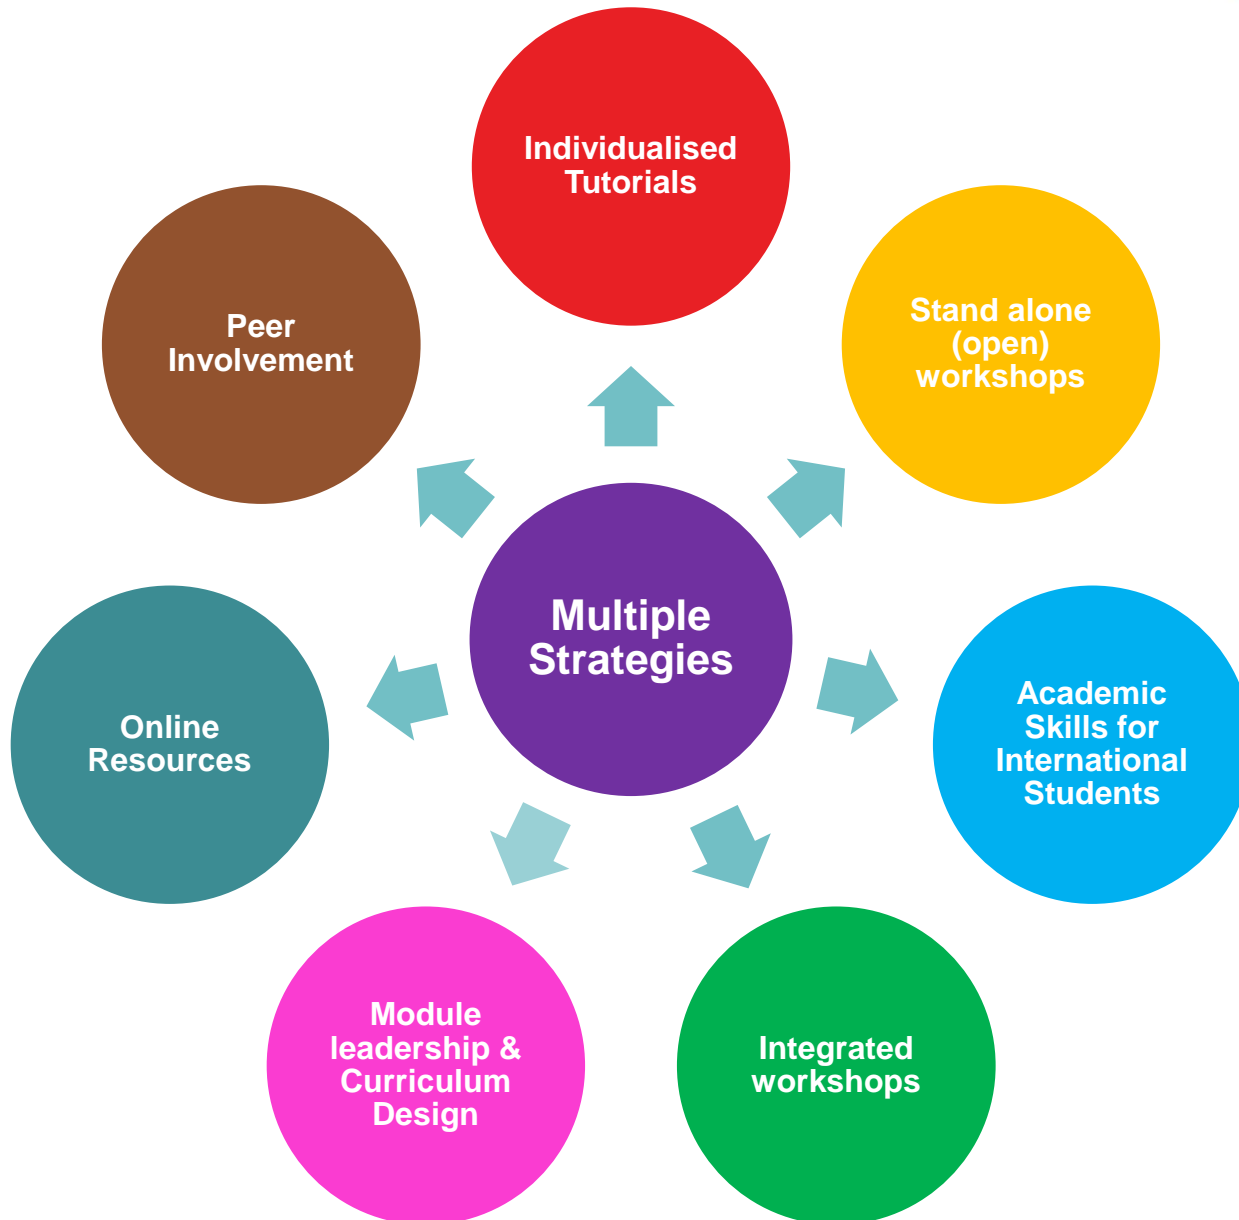 Individualised
Tutorials
Stand alone
(open)
workshops
Academic
Skills for
International
Students
Integrated
workshops
Module
leadership &
Curriculum
Design
Online
Resources
Peer
Involvement
Multiple
Strategies